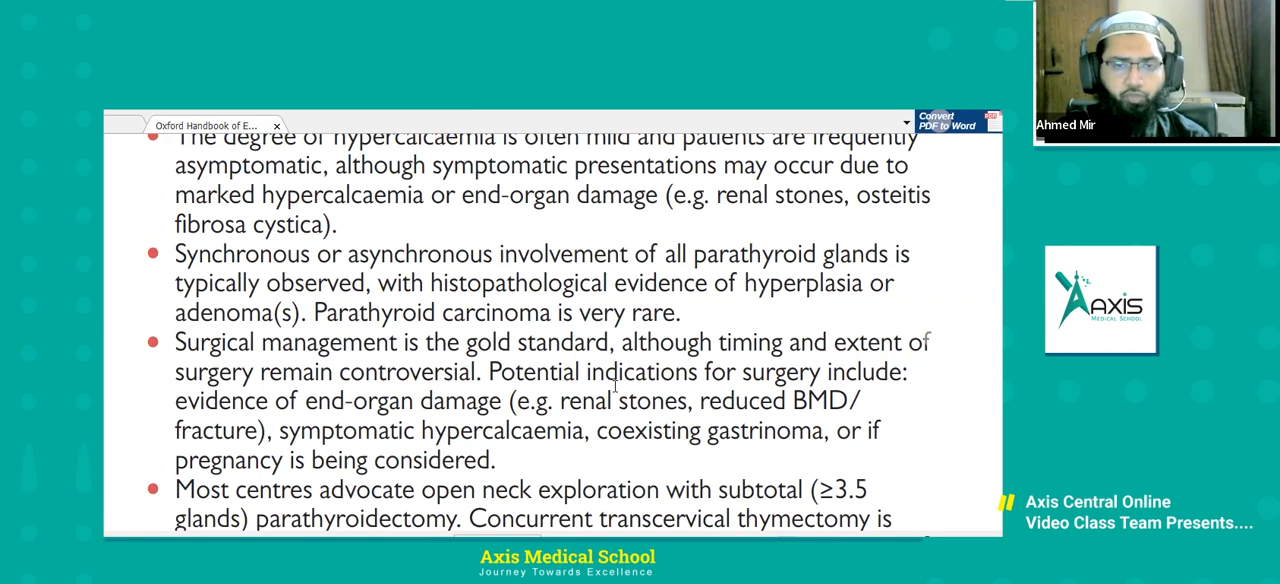 Oxford Handbook of E...
Convert
PDF to Word
PDF
Ahmed Mir
The degree of hypercalcaemia is often mild and patients are frequently
asymptomatic, although symptomatic presentations may occur due to
marked hypercalcaemia or end-organ damage (e.g. renal stones, osteitis
fibrosa cystica).
Synchronous or asynchronous involvement of all parathyroid glands is
typically observed, with histopathological evidence of hyperplasia or
adenoma(s). Parathyroid carcinoma is very rare.
Surgical management is the gold standard, although timing and extent of
surgery remain controversial. Potential indications for surgery include:
evidence of end-organ damage (e.g. renal stones, reduced BMD/
fracture), symptomatic hypercalcaemia, coexisting gastrinoma, or if
pregnancy is being considered.
Most centres advocate open neck exploration with subtotal (≥3.5
glands) parathyroidectomy. Concurrent transcervical thymectomy is
AXIS
MEDICAL SCHOOL
Axis Central Online
Video Class Team Presents....
Axis Medical School
Journey Towards Excellence